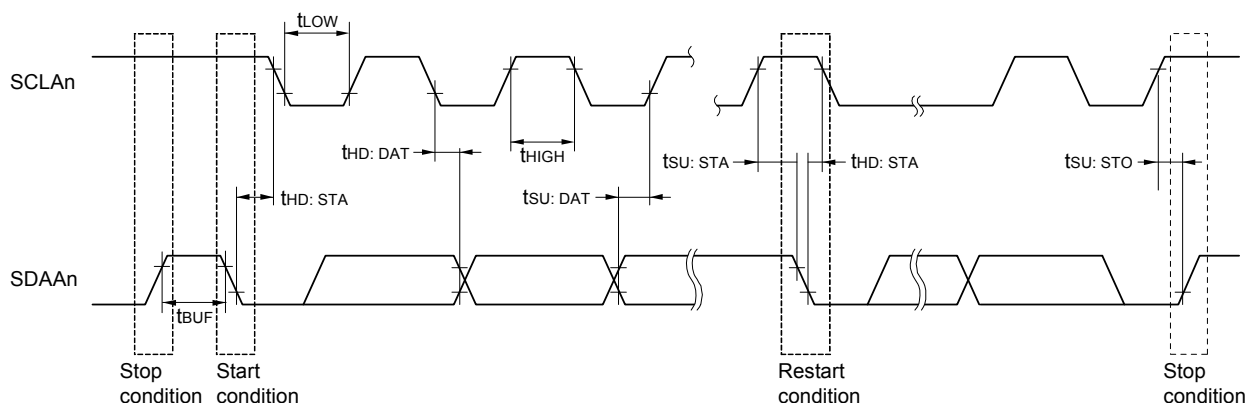 tLOW
SCLAn
tHD: DAT
tHIGH
tSU: STA
tHD: STA
tSU: STO
tHD: STA
tSU: DAT
SDAAn
tBUF
Stop
condition
Start
condition
Restart
condition
Stop
condition